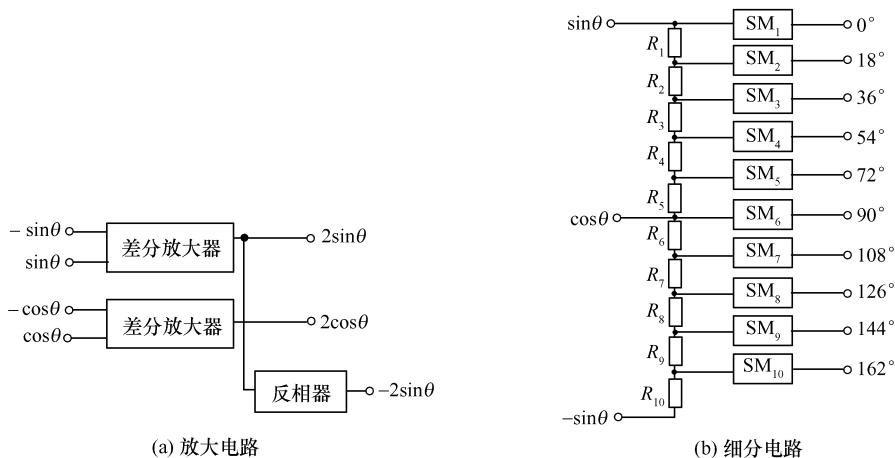 −sinθ
sinθ
差分放大器
2sinθ
−cosθ
cosθ
差分放大器
2cosθ
反相器
−2sinθ
(a) 放大电路
sinθ
SM1
0°
R1
SM2
18°
R2
SM3
36°
R3
SM4
54°
R4
SM5
72°
R5
cosθ
SM6
90°
R6
SM7
108°
R7
SM8
126°
R8
SM9
144°
R9
SM10
162°
R10
−sinθ
(b) 细分电路